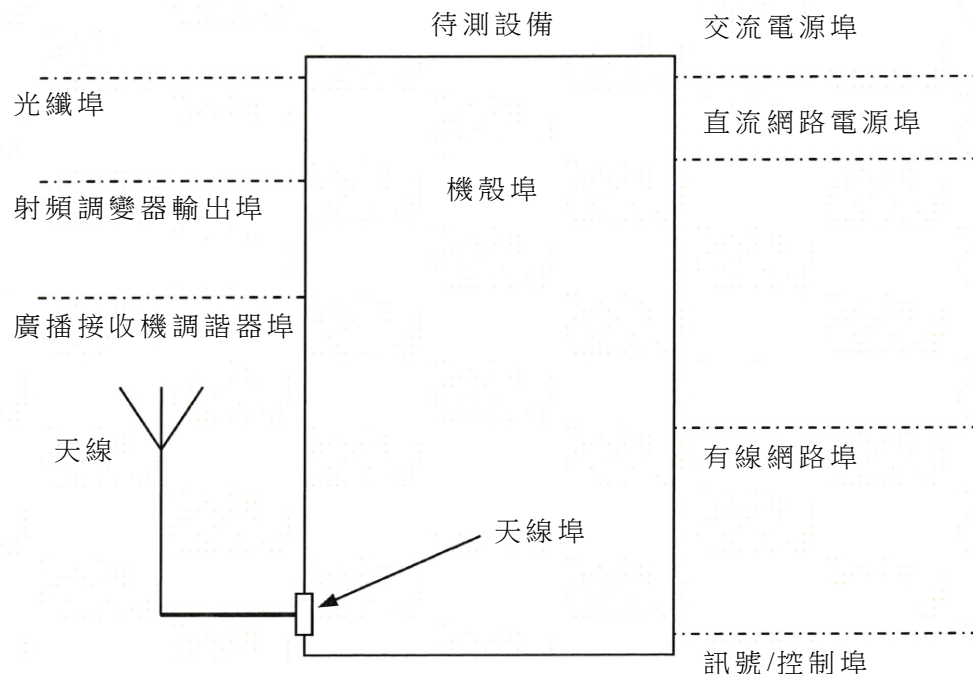 待測設備
交流電源埠
光纖埠
直流網路電源埠
機殼埠
射頻調變器輸出埠
廣播接收機調諧器埠
天線
有線網路埠
天線埠
訊號/控制埠